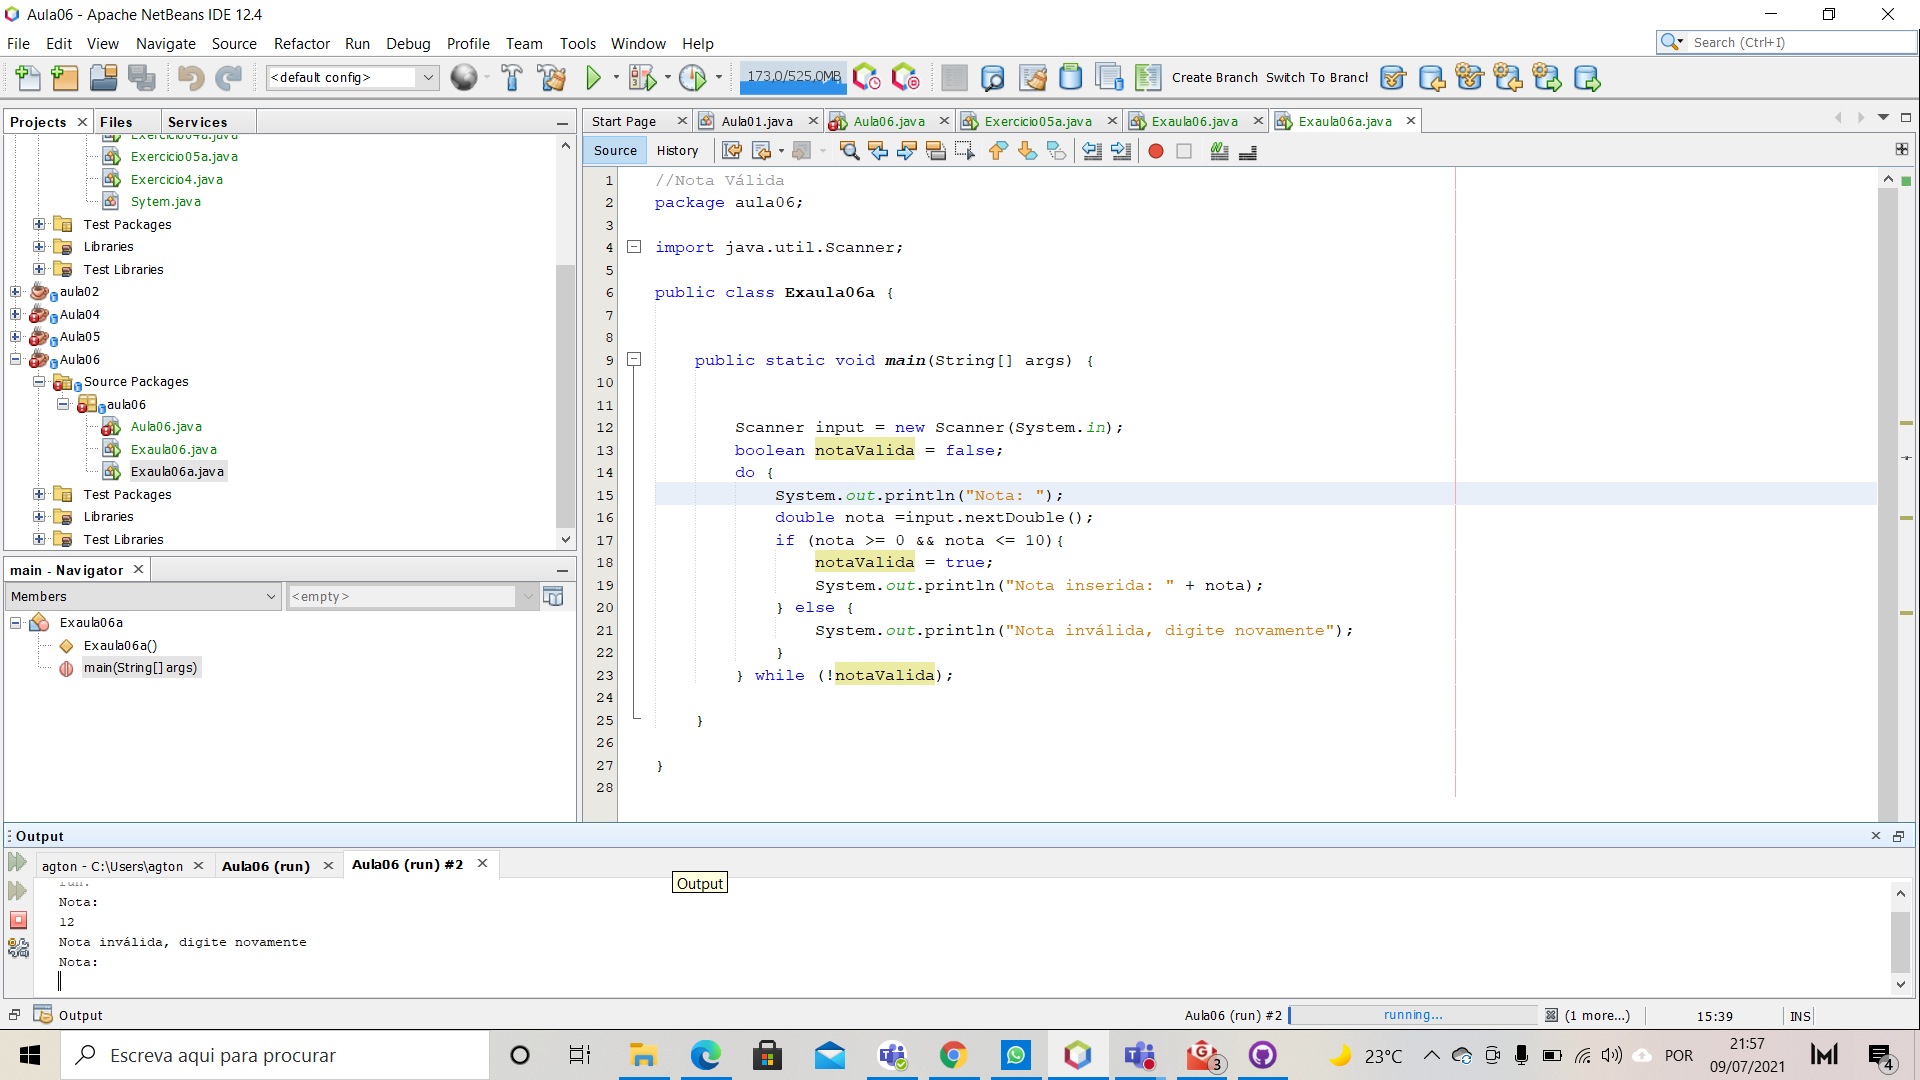 Aula06 - Apache NetBeans IDE 12.4
File Edit View Navigate Source Refactor Run Debug Profile Team Tools Window Help
Search (Ctrl+I)
<default config>
173,0/525,0MB
Create Branch Switch To Branch
Projects Files Services
Exercicio04a.java
Exercicio05a.java
Exercicio4.java
Sytem.java
Test Packages
Libraries
Test Libraries
aula02
Aula04
Aula05
Aula06
Source Packages
aula06
Aula06.java
Exaula06.java
Exaula06a.java
Test Packages
Libraries
Test Libraries
main - Navigator
Members
<empty>
Exaula06a
Exaula06a()
main(String[] args)
Start Page Aula01.java Aula06.java Exercicio05a.java Exaula06.java Exaula06a.java
Source History
1 //Nota Válida
2 package aula06;
3
4 import java.util.Scanner;
5
6 public class Exaula06a {
7
8
9 public static void main(String[] args) {
10
11
12 Scanner input = new Scanner(System.in);
13 boolean notaValida = false;
14 do {
15 System.out.println("Nota: ");
16 double nota =input.nextDouble();
17 if (nota >= 0 && nota <= 10){
18 notaValida = true;
19 System.out.println("Nota inserida: " + nota);
20 } else {
21 System.out.println("Nota inválida, digite novamente");
22 }
23 } while (!notaValida);
24
25 }
26
27 }
28
Output
agton - C:\Users\agton Aula06 (run) Aula06 (run) #2
Output
run:
Nota:
12
Nota inválida, digite novamente
Nota:
Output
Aula06 (run) #2 running... (1 more...) 15:39 INS
Escreva aqui para procurar
3
23°C
POR
21:57
09/07/2021
4